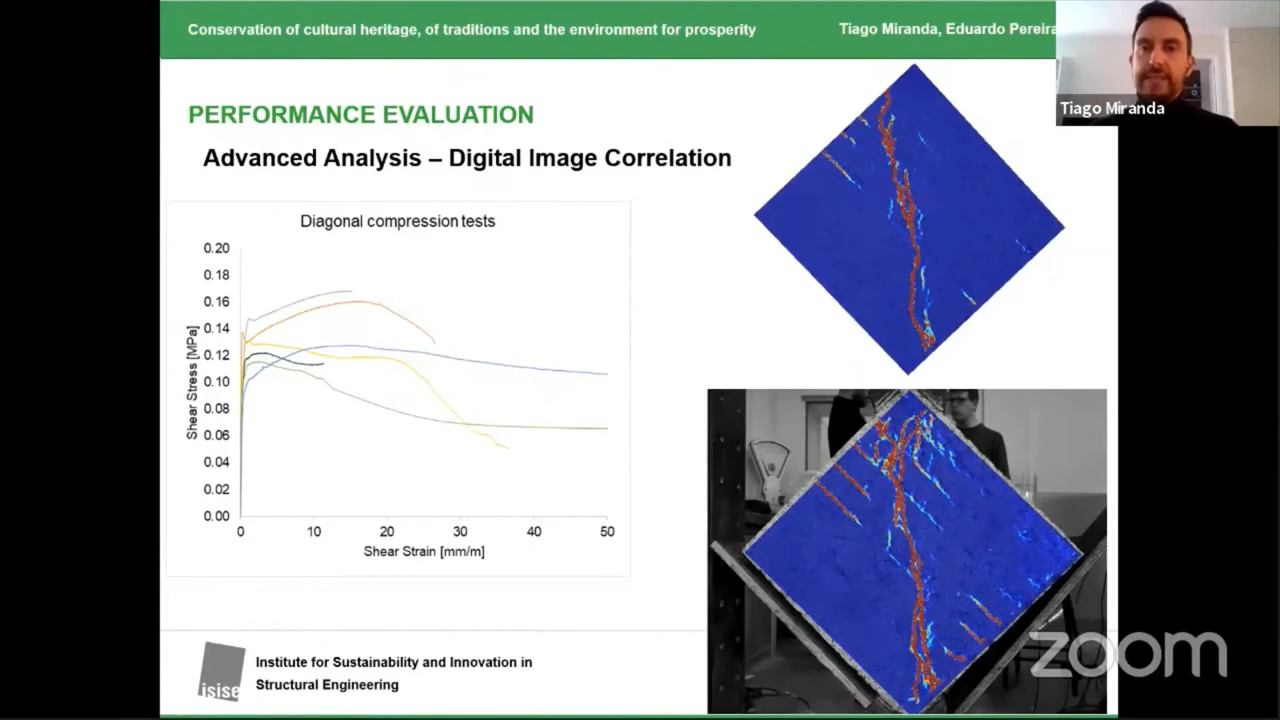 Conservation of cultural heritage, of traditions and the environment for prosperity
Tiago Miranda, Eduardo Pereira
Tiago Miranda
PERFORMANCE EVALUATION
Advanced Analysis – Digital Image Correlation
Diagonal compression tests
0.20
0.18
0.16
0.14
0.12
0.10
0.08
0.06
0.04
0.02
0.00
Shear Stress [MPa]
0 10 20 30 40 50
Shear Strain [mm/m]
isise
Institute for Sustainability and Innovation in
Structural Engineering
zoom